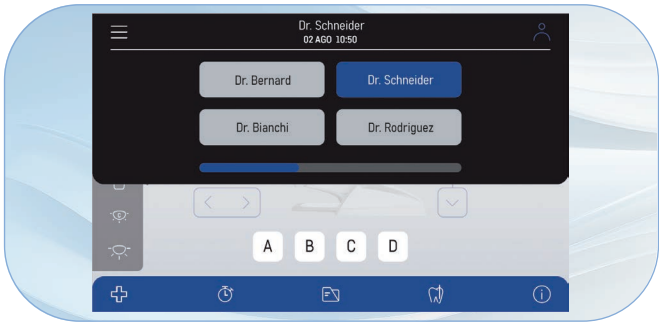 Dr. Schneider
02 AGO 10:50
Dr. Bernard
Dr. Schneider
Dr. Bianchi
Dr. Rodriguez
A B C D